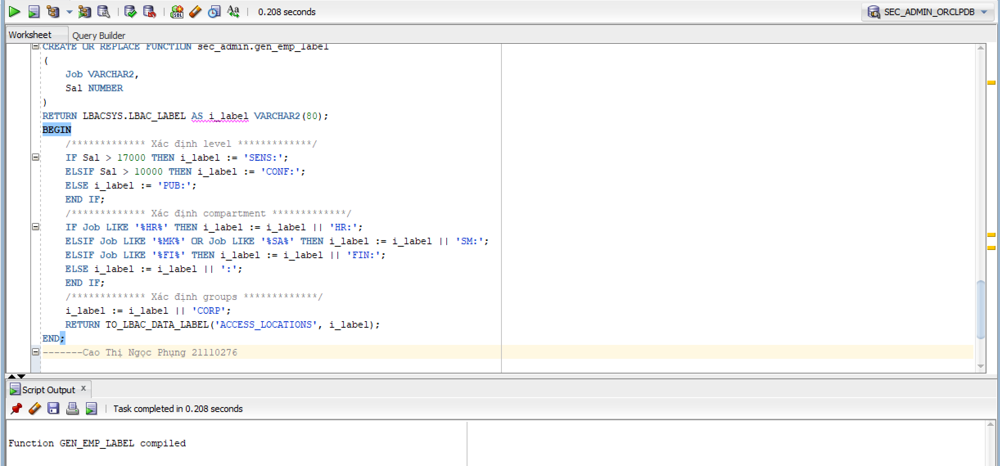 0.208 seconds
SEC_ADMIN_ORCLPDB
Worksheet
Query Builder
CREATE OR REPLACE FUNCTION sec_admin.gen_emp_label
(
Job VARCHAR2,
Sal NUMBER
)
RETURN LBACSYS.LBAC_LABEL AS i_label VARCHAR2(80);
BEGIN
/************* Xác định level *************/
IF Sal > 17000 THEN i_label := 'SENS:';
ELSIF Sal > 10000 THEN i_label := 'CONF:';
ELSE i_label := 'PUB:';
END IF;
/************* Xác định compartment *************/
IF Job LIKE '%HR%' THEN i_label := i_label || 'HR:';
ELSIF Job LIKE '%MK%' OR Job LIKE '%SA%' THEN i_label := i_label || 'SM:';
ELSIF Job LIKE '%FI%' THEN i_label := i_label || 'FIN:';
ELSE i_label := i_label || ':';
END IF;
/************* Xác định groups *************/
i_label := i_label || 'CORP';
RETURN TO_LBAC_DATA_LABEL('ACCESS_LOCATIONS', i_label);
END;
-------Cao Thị Ngọc Phụng 21110276
Script Output
Task completed in 0.208 seconds
Function GEN_EMP_LABEL compiled